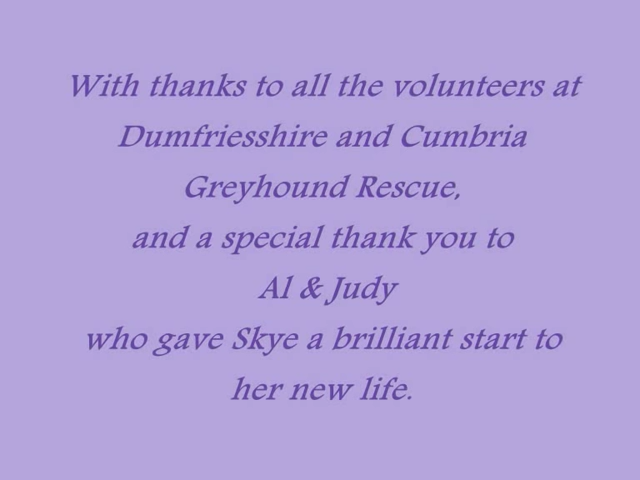 With thanks to all the volunteers at
Dumfriesshire and Cumbria
Greyhound Rescue,
and a special thank you to
Al & Judy
who gave Skye a brilliant start to
her new life.